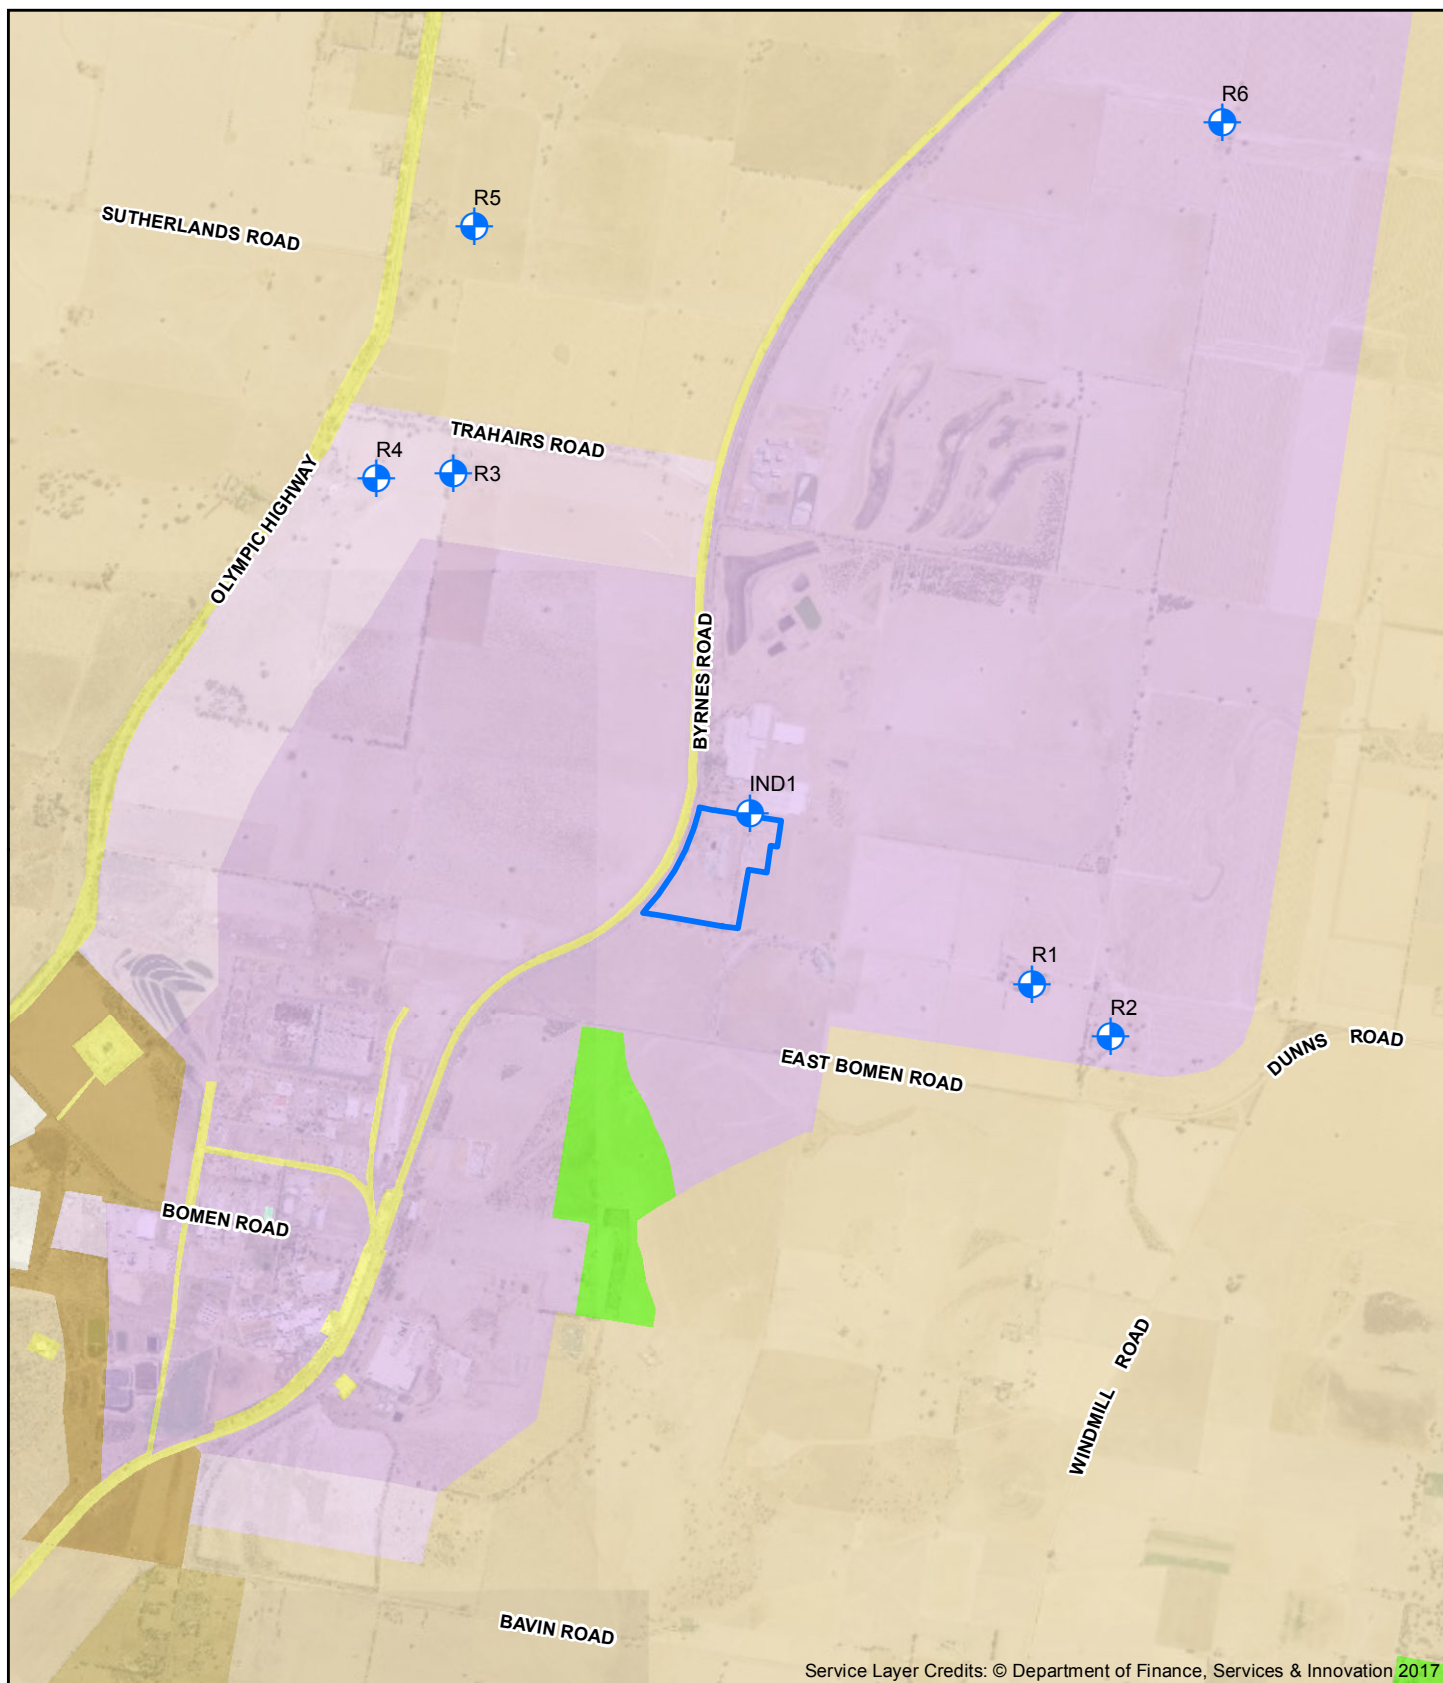 R6
R5
SUTHERLANDS ROAD
TRAHAIRS ROAD
R4
R3
OLYMPIC HIGHWAY
BYRNES ROAD
IND1
R1
R2
DUNNS ROAD
EAST BOMEN ROAD
BOMEN ROAD
WINDMILL ROAD
BAVIN ROAD
Service Layer Credits: © Department of Finance, Services & Innovation 2017